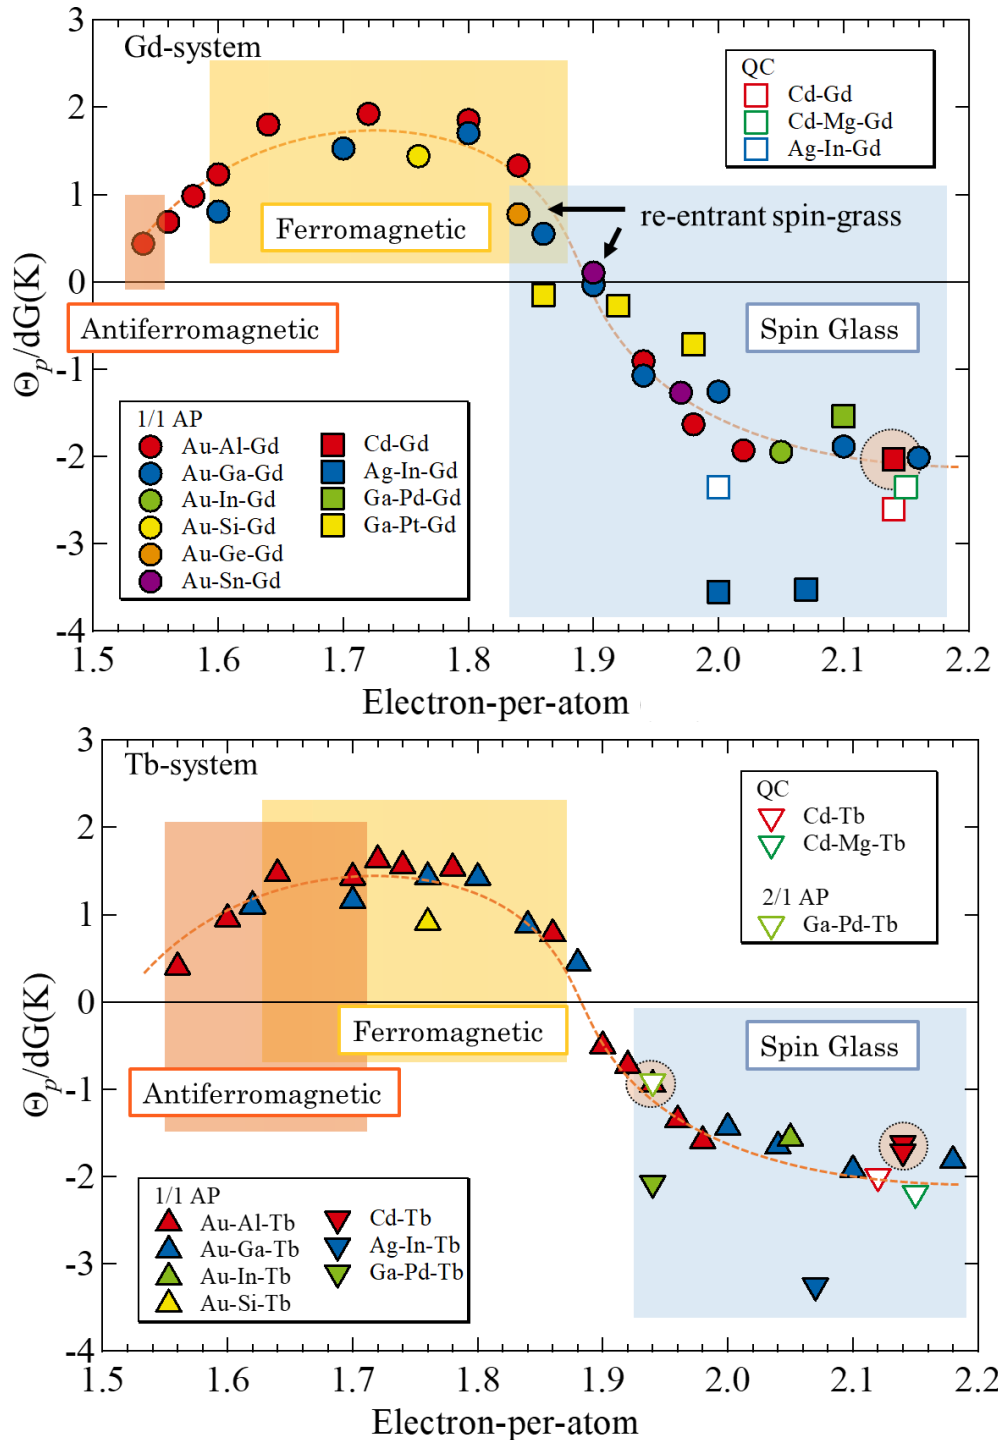 Gd-system
QC
Cd-Gd
Cd-Mg-Gd
Ag-In-Gd
Ferromagnetic
re-entrant spin-grass
Antiferromagnetic
Spin Glass
1/1 AP
Au-Al-Gd
Au-Ga-Gd
Au-In-Gd
Au-Si-Gd
Au-Ge-Gd
Au-Sn-Gd
Cd-Gd
Ag-In-Gd
Ga-Pd-Gd
Ga-Pt-Gd
Θp/dG(K)
3
2
1
0
-1
-2
-3
-4
1.5 1.6 1.7 1.8 1.9 2.0 2.1 2.2
Electron-per-atom
Tb-system
QC
Cd-Tb
Cd-Mg-Tb
2/1 AP
Ga-Pd-Tb
Ferromagnetic
Spin Glass
Antiferromagnetic
1/1 AP
Au-Al-Tb
Au-Ga-Tb
Au-In-Tb
Au-Si-Tb
Cd-Tb
Ag-In-Tb
Ga-Pd-Tb
Θp/dG(K)
3
2
1
0
-1
-2
-3
-4
1.5 1.6 1.7 1.8 1.9 2.0 2.1 2.2
Electron-per-atom